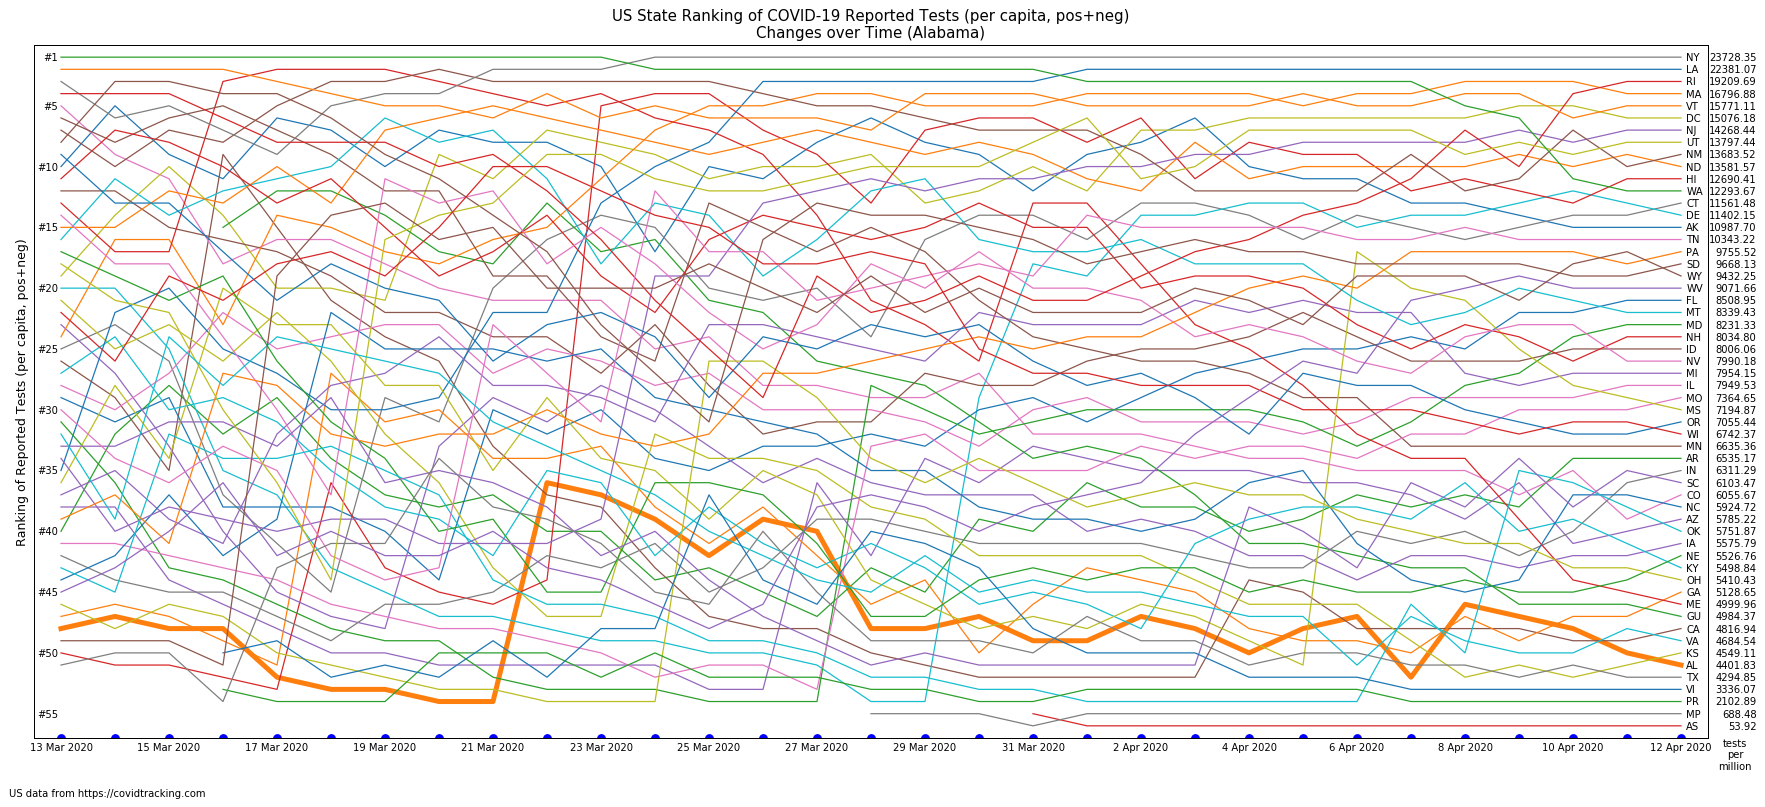 US State Ranking of COVID-19 Reported Tests (per capita, pos+neg)
Changes over Time (Alabama)
Ranking of Reported Tests (per capita, pos+neg)
#1
#5
#10
#15
#20
#25
#30
#35
#40
#45
#50
#55
NY 23728.35
LA 22381.07
RI 19209.69
MA 16796.88
VT 15771.11
DC 15076.18
NJ 14268.44
UT 13797.44
NM 13683.52
ND 13581.57
HI 12690.41
WA 12293.67
CT 11561.48
DE 11402.15
AK 10987.70
TN 10343.22
PA 9755.52
SD 9668.13
WY 9432.25
WV 9071.66
FL 8508.95
MT 8339.43
MD 8231.33
NH 8034.80
ID 8006.06
NV 7990.18
MI 7954.15
IL 7949.53
MO 7364.65
MS 7194.87
OR 7055.44
WI 6742.37
MN 6635.36
AR 6535.17
IN 6311.29
SC 6103.47
CO 6055.67
NC 5924.72
AZ 5785.22
OK 5751.87
IA 5575.79
NE 5526.76
KY 5498.84
OH 5410.43
GA 5128.65
ME 4999.96
GU 4984.37
CA 4816.94
VA 4684.54
KS 4549.11
AL 4401.83
TX 4294.85
VI 3336.07
PR 2102.89
MP 688.48
AS 53.92
13 Mar 2020 15 Mar 2020 17 Mar 2020 19 Mar 2020 21 Mar 2020 23 Mar 2020 25 Mar 2020 27 Mar 2020 29 Mar 2020 31 Mar 2020 2 Apr 2020 4 Apr 2020 6 Apr 2020 8 Apr 2020 10 Apr 2020 12 Apr 2020
tests
per
million
US data from https://covidtracking.com